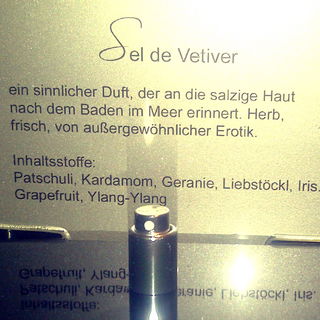 Sel de Vetiver
ein sinnlicher Duft, der an die salzige Haut
nach dem Baden im Meer erinnert. Herb,
frisch, von außergewöhnlicher Erotik.
Inhaltsstoffe:
Patschuli, Kardamom, Geranie, Liebstöckl, Iris.
Grapefruit, Ylang-Ylang